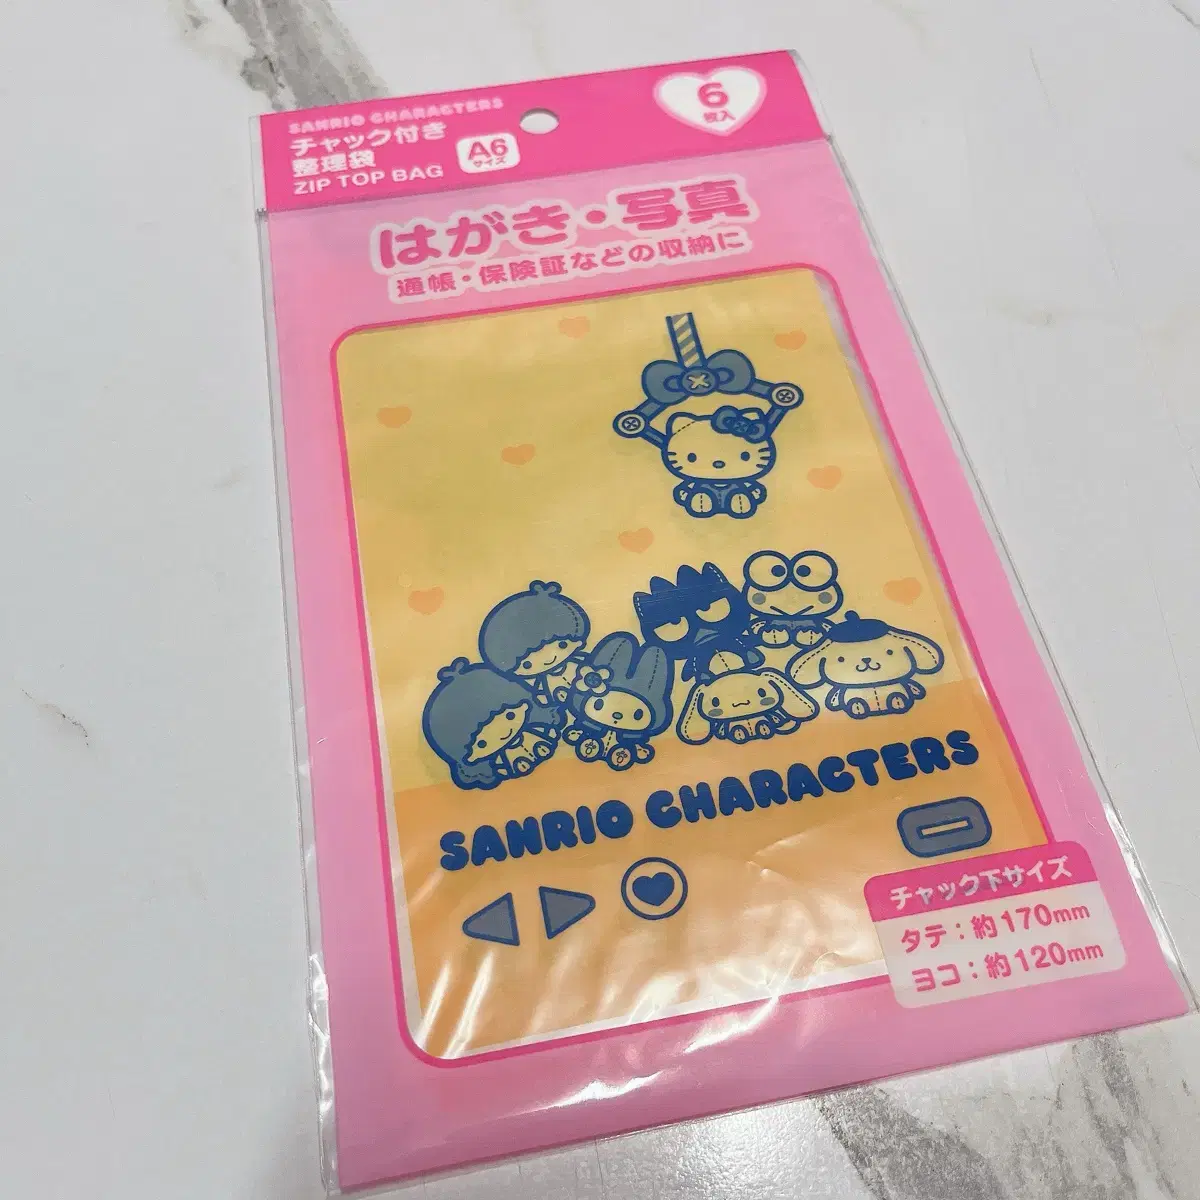 SANRIO CHARACTERS
チャック付き
整理袋
ZIP TOP BAG
A6
サイズ
6
枚入
はがき・写真
通帳・保険証などの収納に
SANRIO CHARACTERS
チャック下サイズ
タテ：約170mm
ヨコ：約120mm